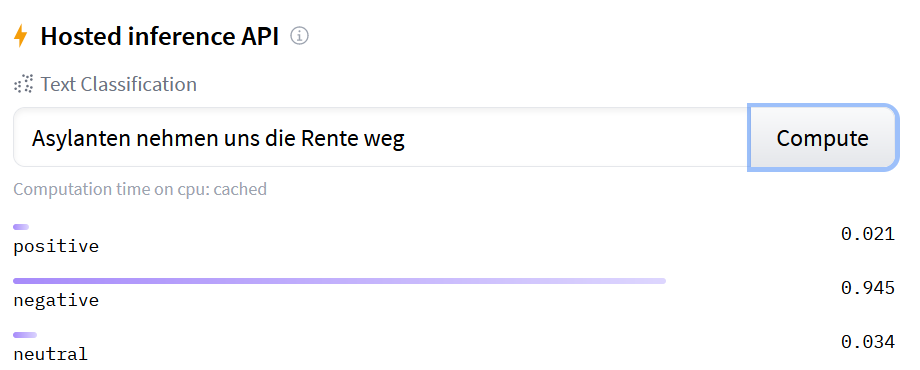 Hosted inference API
Text Classification
Asylanten nehmen uns die Rente weg
Compute
Computation time on cpu: cached
positive 0.021
negative 0.945
neutral 0.034